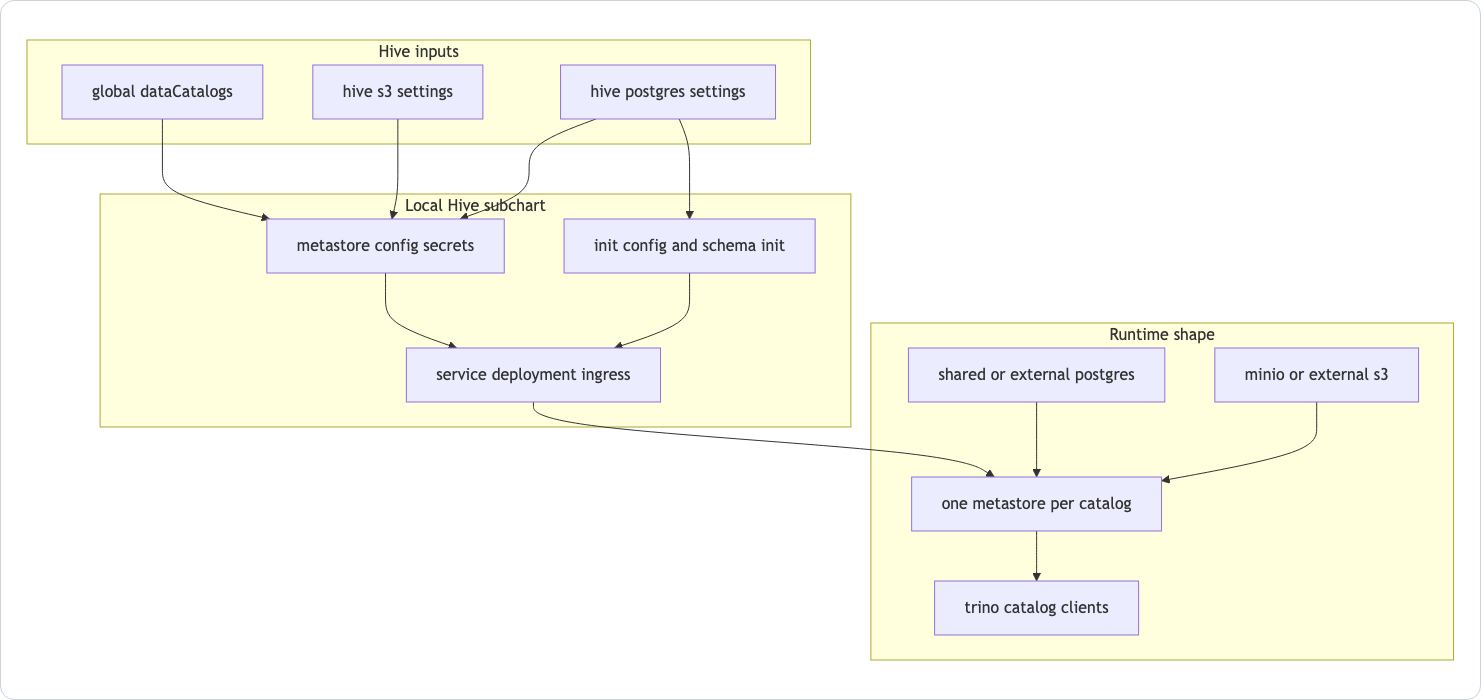 Hive inputs
global dataCatalogs
hive s3 settings
hive postgres settings
Local Hive subchart
metastore config secrets
init config and schema init
service deployment ingress
Runtime shape
shared or external postgres
minio or external s3
one metastore per catalog
trino catalog clients